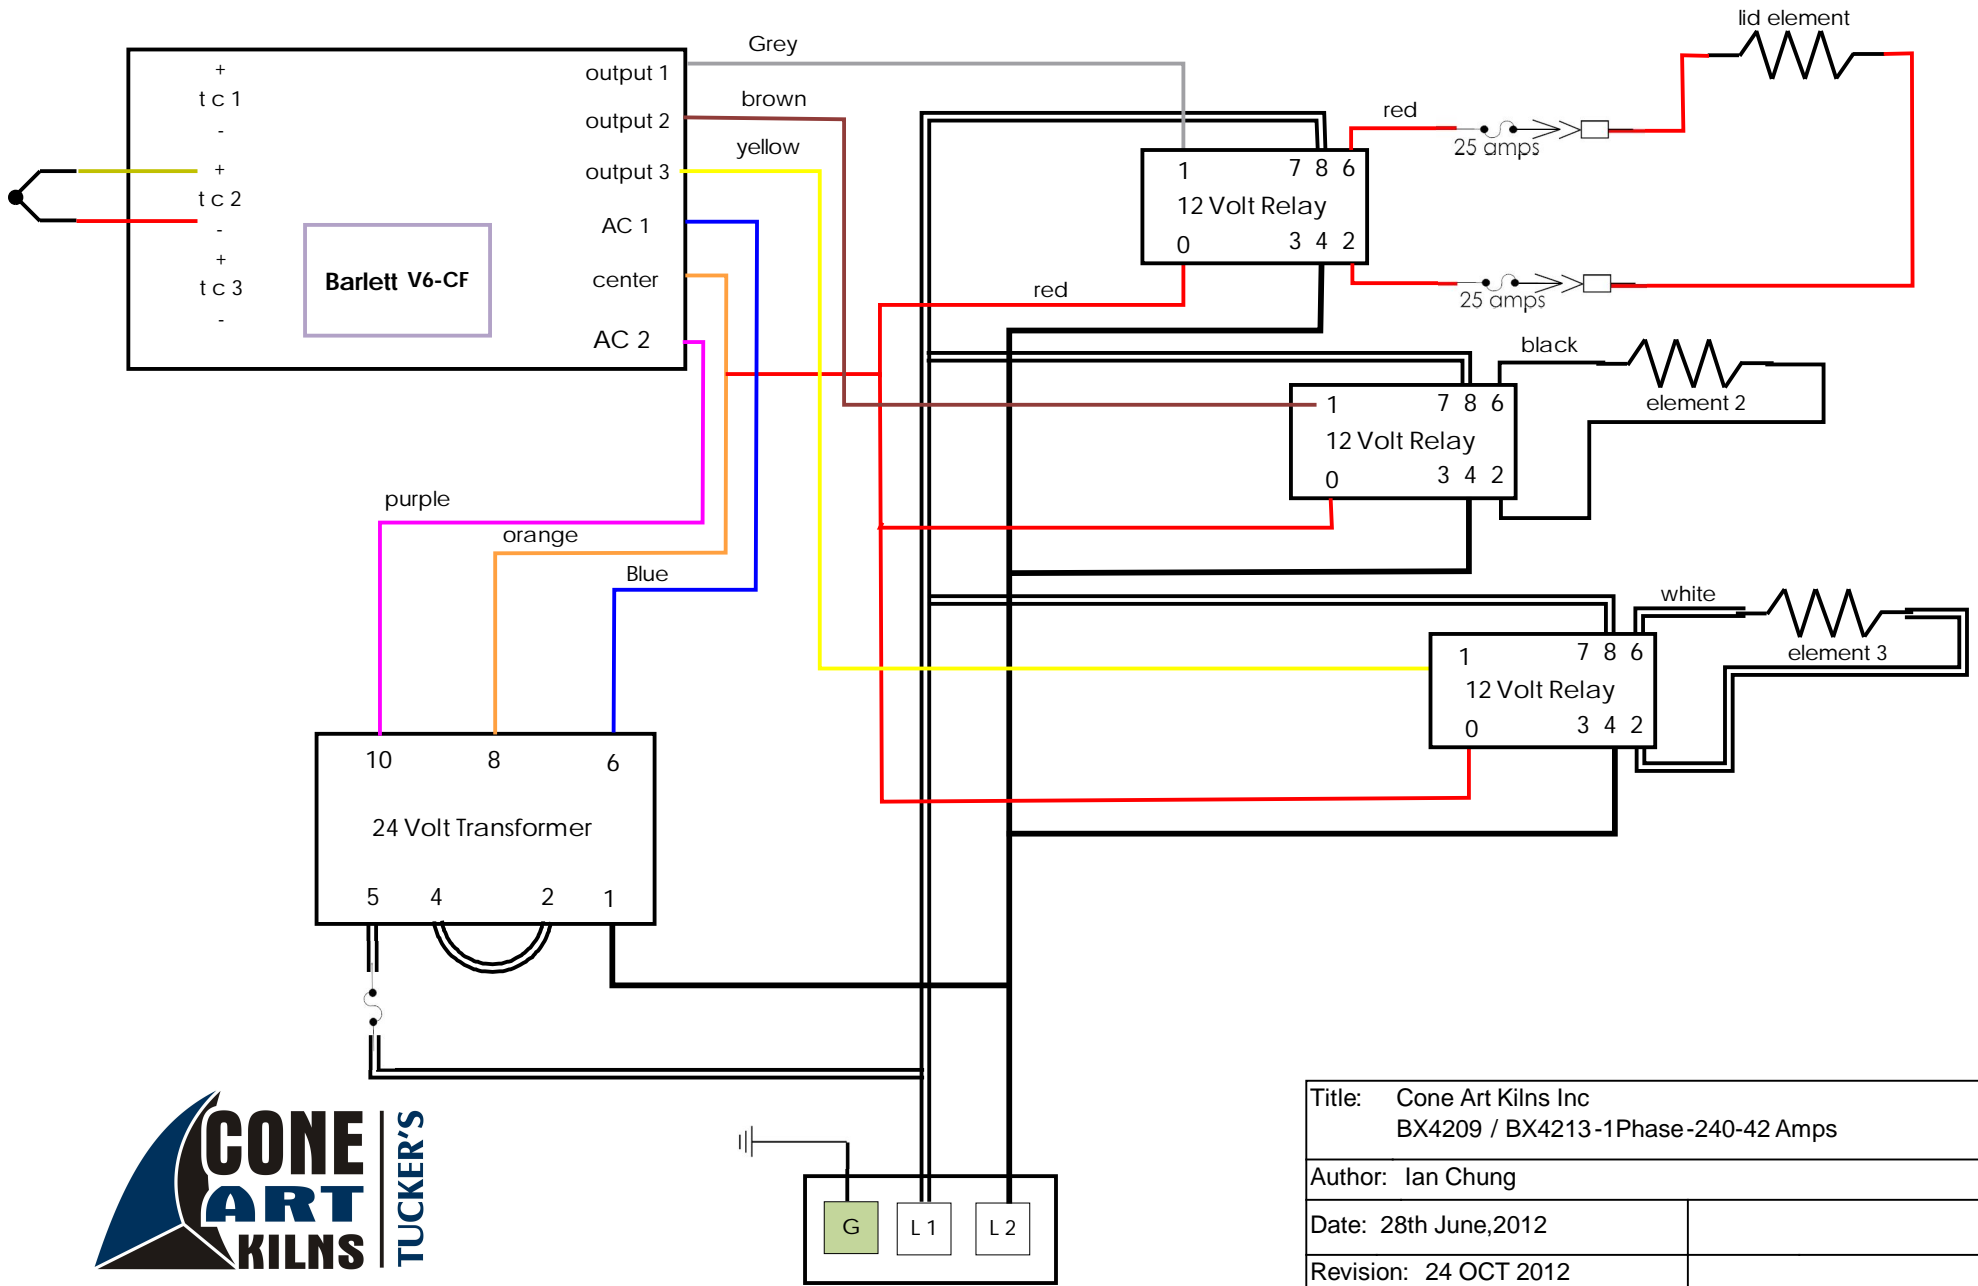 lid element
Grey
+
output 1
t c 1
brown
red
-
output 2
25 amps
yellow
+
output 3
1 7 8 6
t c 2
12 Volt Relay
-
AC 1
0 3 4 2
+
t c 3
Barlett V6-CF
center
-
red
25 amps
AC 2
black
element 2
1 7 8 6
12 Volt Relay
0 3 4 2
purple
orange
Blue
white
1 7 8 6
element 3
12 Volt Relay
0 3 4 2
10 8 6
24 Volt Transformer
5 4 2 1
CONE
ART
KILNS
TUCKER'S
G L 1 L 2
Title: Cone Art Kilns Inc
BX4209 / BX4213-1Phase-240-42 Amps
Author: Ian Chung
Date: 28th June,2012
Revision: 24 OCT 2012